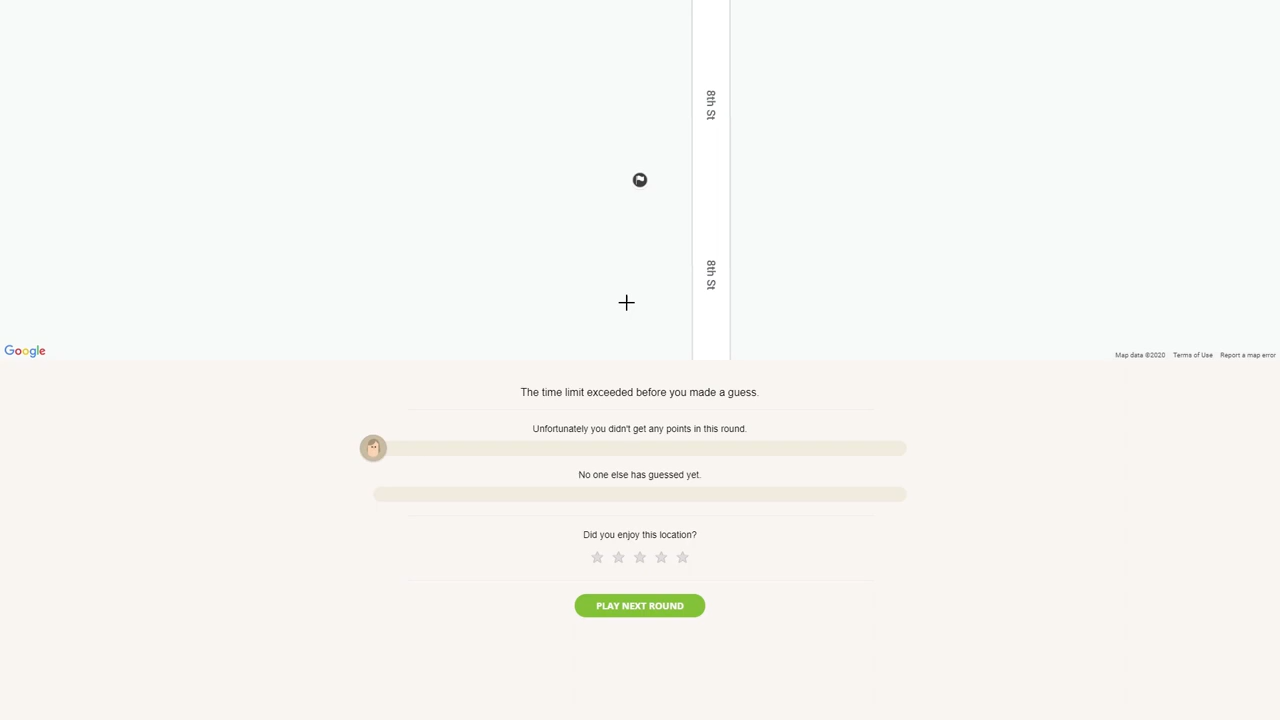 8th St
8th St
Google
Map data ©2020 Terms of Use Report a map error
The time limit exceeded before you made a guess.
Unfortunately you didn't get any points in this round.
No one else has guessed yet.
Did you enjoy this location?
PLAY NEXT ROUND